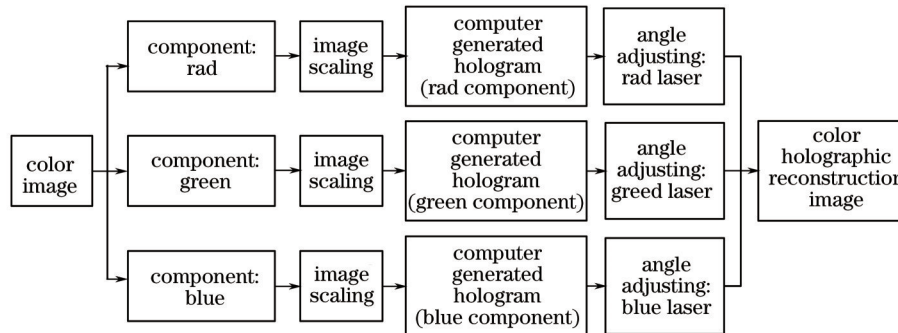 color
image
component:
rad
image
scaling
computer
generated
hologram
(rad component)
angle
adjusting:
rad laser
component:
green
image
scaling
computer
generated
hologram
(green component)
angle
adjusting:
greed laser
component:
blue
image
scaling
computer
generated
hologram
(blue component)
angle
adjusting:
blue laser
color
holographic
reconstruction
image